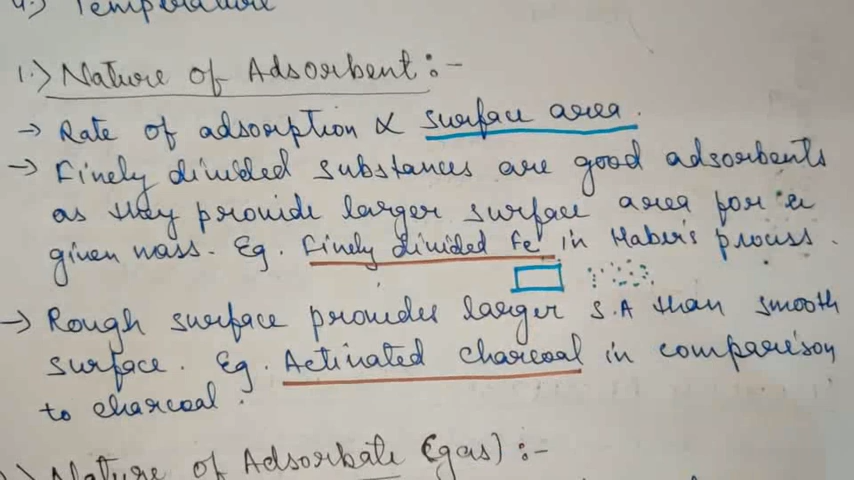 4.) Temperature
1.) Nature of Adsorbent :-
→ Rate of adsorption ∝ surface area.
→ Finely divided substances are good adsorbents
as they provide larger surface area for a
given mass. Eg. Finely divided Fe in Haber's process.
→ Rough surface provides larger S.A than smooth
surface. Eg. Activated charcoal in comparison
to charcoal.
Nature of Adsorbate (gas) :-